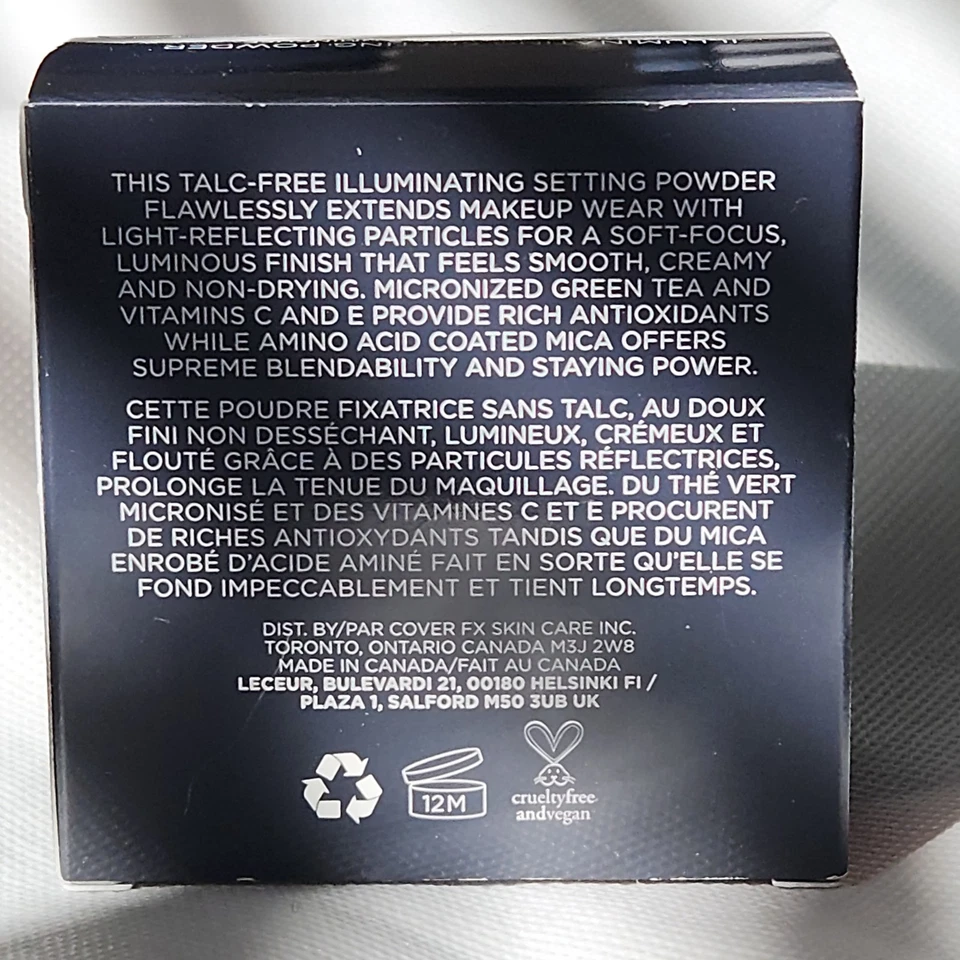 THIS TALC-FREE ILLUMINATING SETTING POWDER
FLAWLESSLY EXTENDS MAKEUP WEAR WITH
LIGHT-REFLECTING PARTICLES FOR A SOFT-FOCUS,
LUMINOUS FINISH THAT FEELS SMOOTH, CREAMY
AND NON-DRYING. MICRONIZED GREEN TEA AND
VITAMINS C AND E PROVIDE RICH ANTIOXIDANTS
WHILE AMINO ACID COATED MICA OFFERS
SUPREME BLENDABILITY AND STAYING POWER.
CETTE POUDRE FIXATRICE SANS TALC, AU DOUX
FINI NON DESSÉCHANT, LUMINEUX, CRÉMEUX ET
FLOUTÉ GRÂCE À DES PARTICULES RÉFLECTRICES,
PROLONGE LA TENUE DU MAQUILLAGE. DU THÉ VERT
MICRONISÉ ET DES VITAMINES C ET E PROCURENT
DE RICHES ANTIOXYDANTS TANDIS QUE DU MICA
ENROBÉ D'ACIDE AMINÉ FAIT EN SORTE QU'ELLE SE
FOND IMPECCABLEMENT ET TIENT LONGTEMPS.
DIST. BY/PAR COVER FX SKIN CARE INC.
TORONTO, ONTARIO CANADA M3J 2W8
MADE IN CANADA/FAIT AU CANADA
LECEUR, BULEVARDI 21, 00180 HELSINKI FI /
PLAZA 1, SALFORD M50 3UB UK
12M
crueltyfree
andvegan